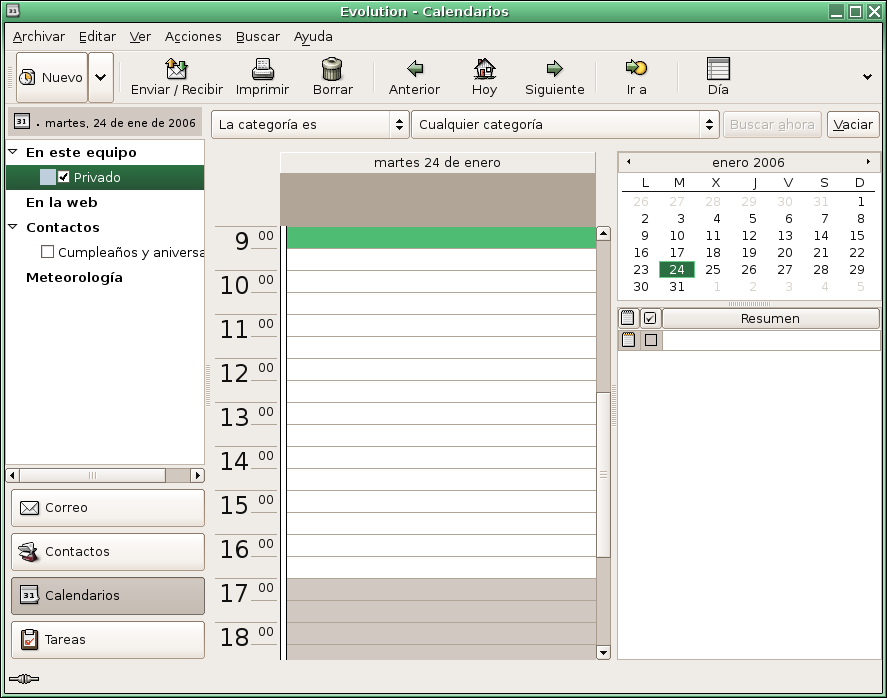 Evolution - Calendarios
Archivar Editar Ver Acciones Buscar Ayuda
Nuevo Enviar / Recibir Imprimir Borrar Anterior Hoy Siguiente Ir a Día
31 . martes, 24 de ene de 2006
La categoría es Cualquier categoría Buscar ahora Vaciar
En este equipo
Privado
En la web
Contactos
Cumpleaños y aniversa
Meteorología
Correo
Contactos
31 Calendarios
Tareas
martes 24 de enero
9 00
10 00
11 00
12 00
13 00
14 00
15 00
16 00
17 00
18 00
enero 2006
L M X J V S D
26 27 28 29 30 31 1
2 3 4 5 6 7 8
9 10 11 12 13 14 15
16 17 18 19 20 21 22
23 24 25 26 27 28 29
30 31 1 2 3 4 5
Resumen